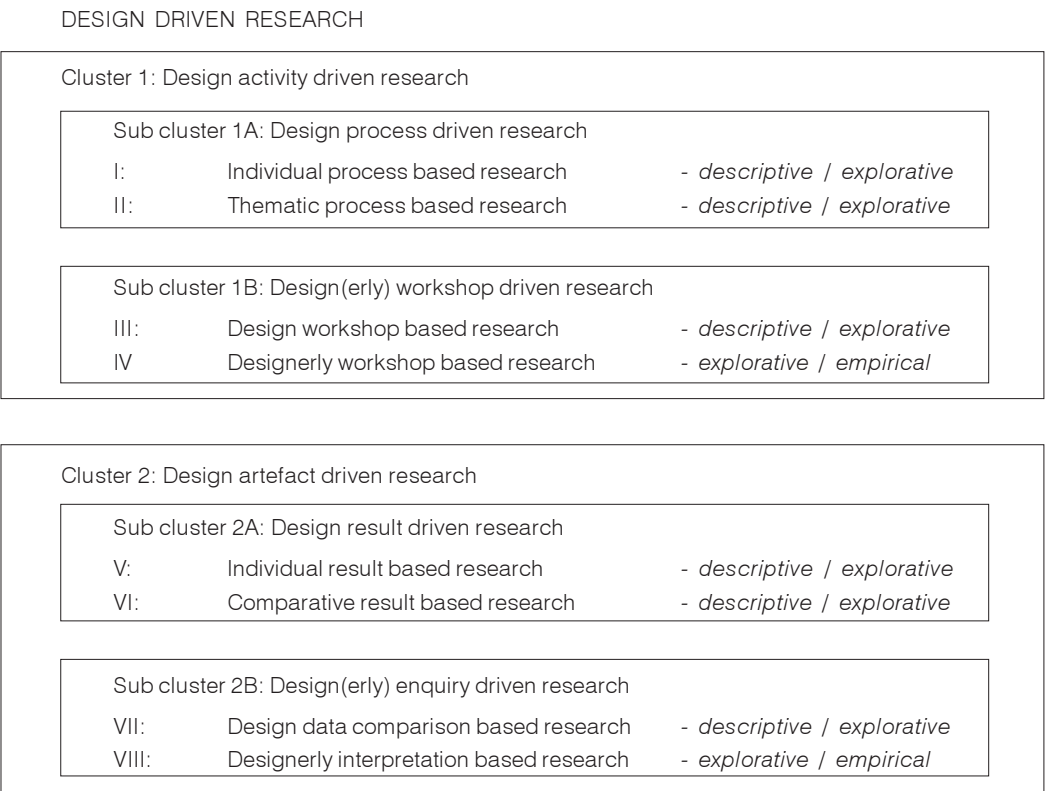 DESIGN DRIVEN RESEARCH
Cluster 1: Design activity driven research
Sub cluster 1A: Design process driven research
I: Individual process based research - descriptive / explorative
II: Thematic process based research - descriptive / explorative
Sub cluster 1B: Design(erly) workshop driven research
III: Design workshop based research - descriptive / explorative
IV Designerly workshop based research - explorative / empirical
Cluster 2: Design artefact driven research
Sub cluster 2A: Design result driven research
V: Individual result based research - descriptive / explorative
VI: Comparative result based research - descriptive / explorative
Sub cluster 2B: Design(erly) enquiry driven research
VII: Design data comparison based research - descriptive / explorative
VIII: Designerly interpretation based research - explorative / empirical